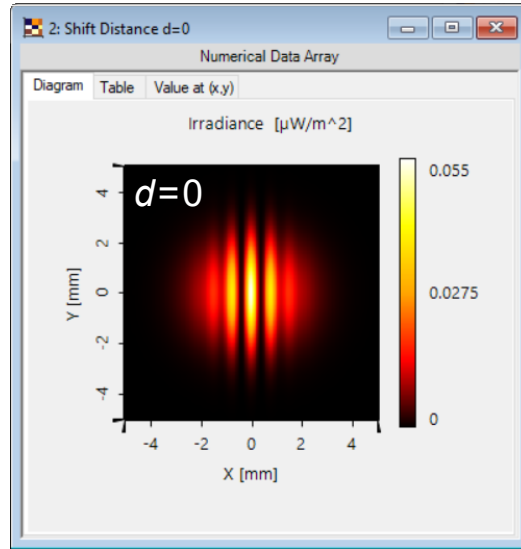 2: Shift Distance d=0
Numerical Data Array
Diagram Table Value at (x,y)
Irradiance [µW/m^2]
d=0
0.055
0.0275
0
4
2
0
-2
-4
Y [mm]
-4 -2 0 2 4
X [mm]